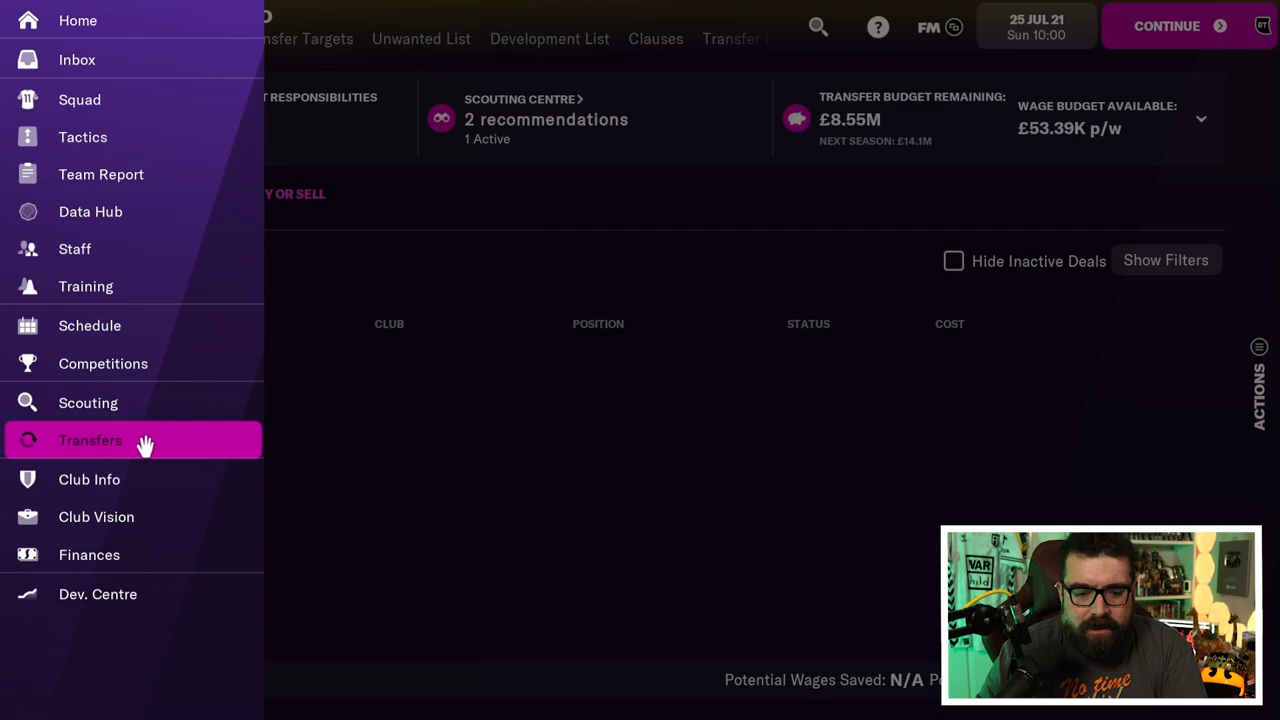 Home
Inbox
Squad
Tactics
Team Report
Data Hub
Staff
Training
Schedule
Competitions
Scouting
Transfers
Club Info
Club Vision
Finances
Dev. Centre
nsfer Targets
Unwanted List
Development List
Clauses
Transfer H
FM
25 JUL 21
Sun 10:00
CONTINUE
RT
T RESPONSIBILITIES
SCOUTING CENTRE>
2 recommendations
1 Active
TRANSFER BUDGET REMAINING:
£8.55M
NEXT SEASON: £14.1M
WAGE BUDGET AVAILABLE:
£53.39K p/w
Y OR SELL
Hide Inactive Deals
Show Filters
CLUB
POSITION
STATUS
COST
ACTIONS
Potential Wages Saved: N/A
VAR
No time